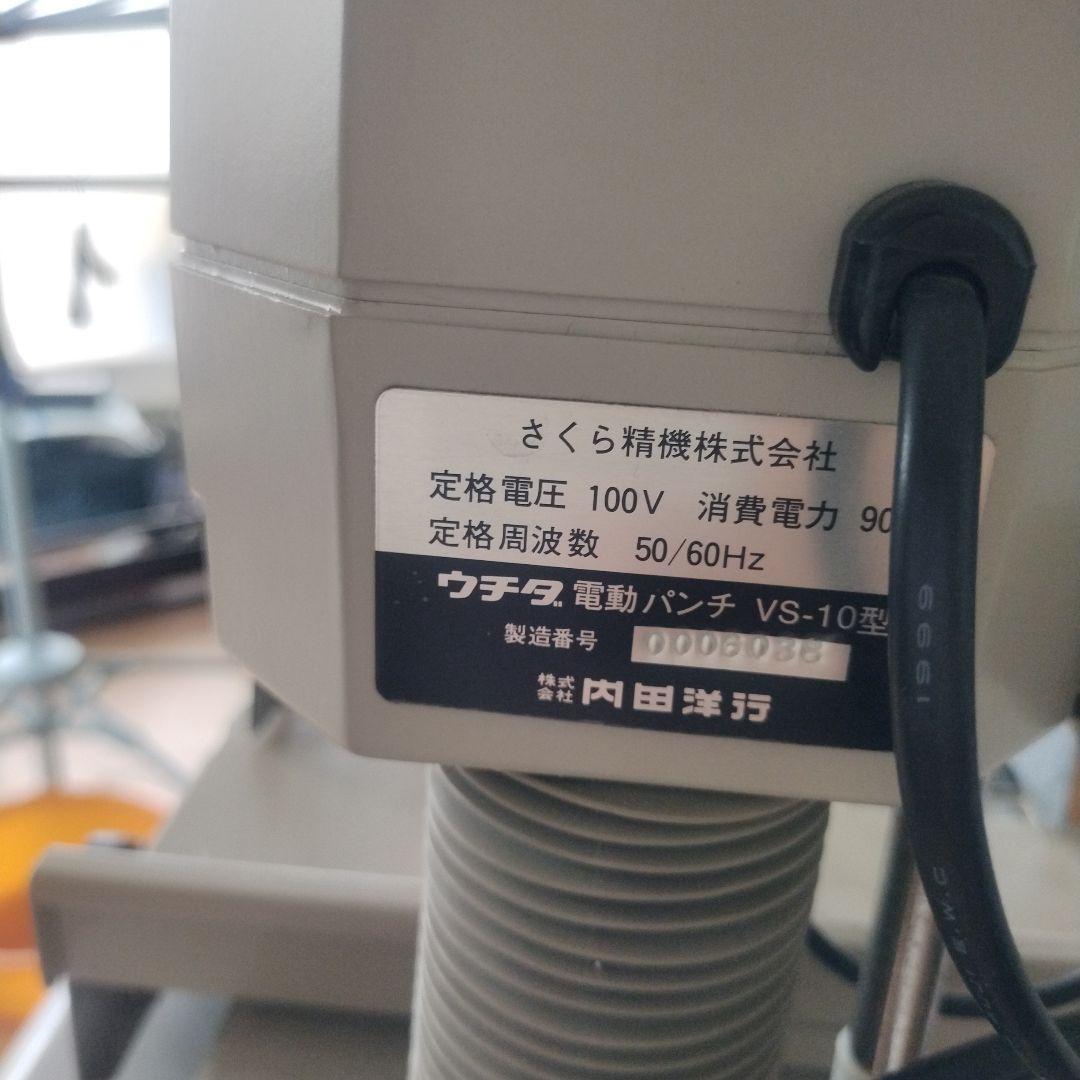 さくら精機株式会社
定格電圧 100V 消費電力 90
定格周波数 50/60Hz
ウチダ 電動パンチ VS-10型
製造番号 0006038
株式会社 内田洋行
1999